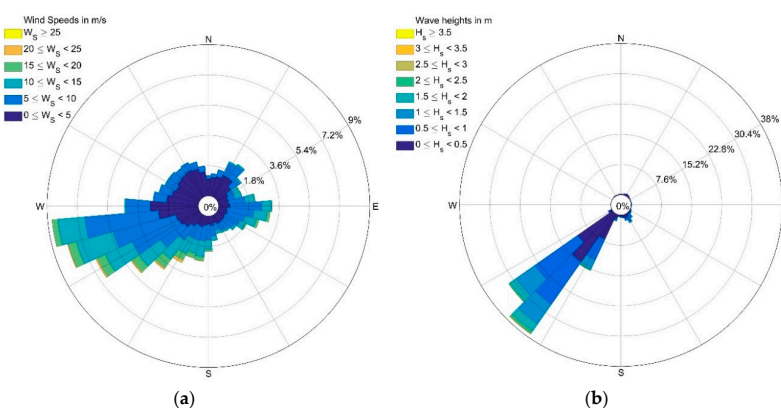 Wind Speeds in m/s
W_S ≥ 25
20 ≤ W_S < 25
15 ≤ W_S < 20
10 ≤ W_S < 15
5 ≤ W_S < 10
0 ≤ W_S < 5
N
9%
7.2%
5.4%
3.6%
1.8%
0%
W
E
S
(a)
Wave heights in m
H_s ≥ 3.5
3 ≤ H_s < 3.5
2.5 ≤ H_s < 3
2 ≤ H_s < 2.5
1.5 ≤ H_s < 2
1 ≤ H_s < 1.5
0.5 ≤ H_s < 1
0 ≤ H_s < 0.5
N
38%
30.4%
22.8%
15.2%
7.6%
0%
W
S
(b)